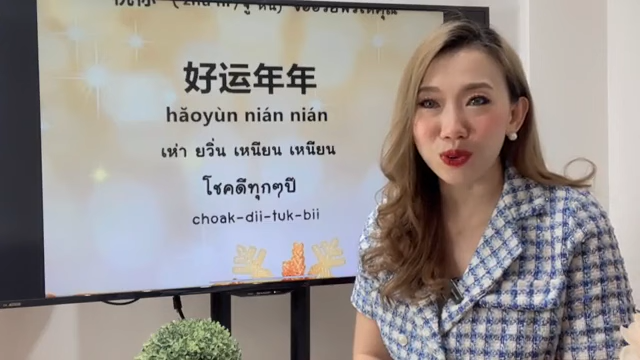 好运年年
hǎoyùn nián nián
เห่า ยวิ่น เหนียน เหนียน
โชคดีทุกๆปี
choak-dii-tuk-bii